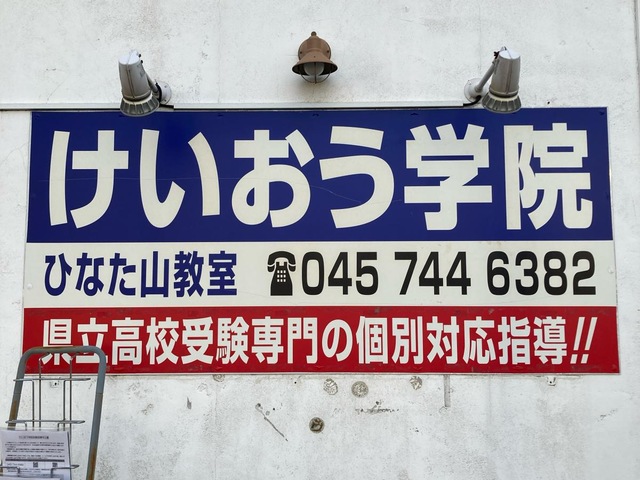 けいおう学院
ひなた山教室 ☎045 744 6382
県立高校受験専門の個別対応指導!!